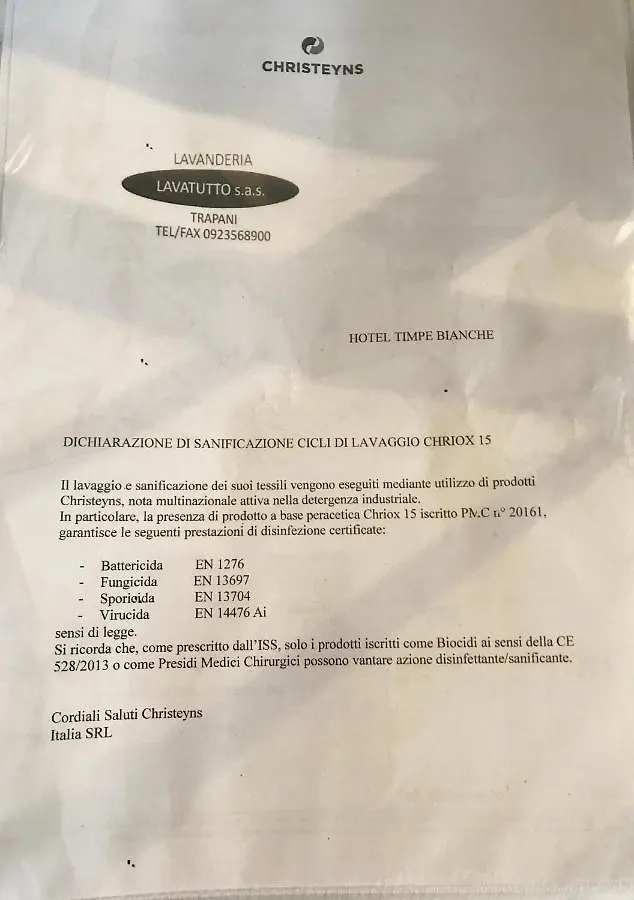 CHRISTEYNS
LAVANDERIA
LAVATUTTO s.a.s.
TRAPANI
TEL/FAX 0923568900
HOTEL TIMPE BIANCHE
DICHIARAZIONE DI SANIFICAZIONE CICLI DI LAVAGGIO CHRIOX 15
Il lavaggio e sanificazione dei suoi tessili vengono eseguiti mediante utilizzo di prodotti
Christeyns, nota multinazionale attiva nella detergenza industriale.
In particolare, la presenza di prodotto a base peracetica Chriox 15 iscritto PMC n° 20161,
garantisce le seguenti prestazioni di disinfezione certificate:
- Battericida EN 1276
- Fungicida EN 13697
- Sporicida EN 13704
- Virucida EN 14476 Ai
sensi di legge.
Si ricorda che, come prescritto dall'ISS, solo i prodotti iscritti come Biocidi ai sensi della CE
528/2013 o come Presidi Medici Chirurgici possono vantare azione disinfettante/sanificante.
Cordiali Saluti Christeyns
Italia SRL